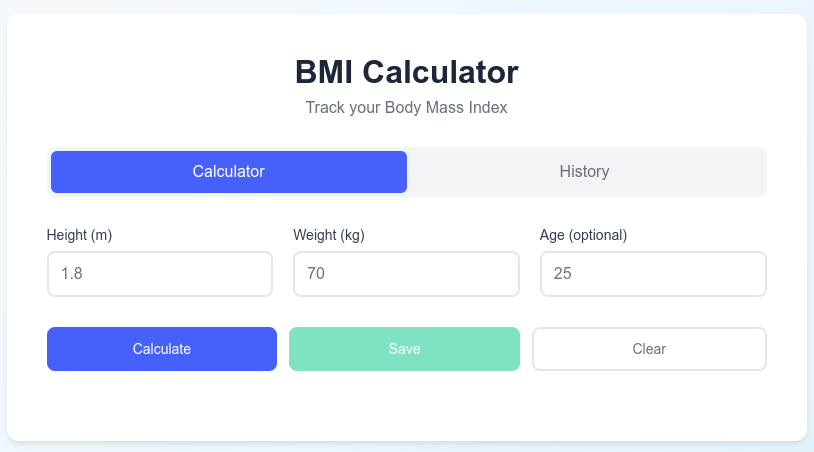 BMI Calculator
Track your Body Mass Index
Calculator History
Height (m) Weight (kg) Age (optional)
1.8 70 25
Calculate Save Clear